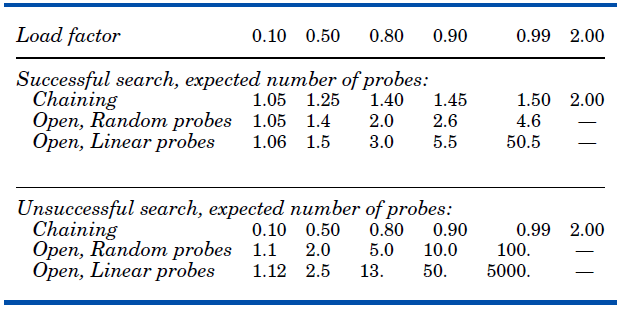 Load factor 0.10 0.50 0.80 0.90 0.99 2.00
Successful search, expected number of probes:
Chaining 1.05 1.25 1.40 1.45 1.50 2.00
Open, Random probes 1.05 1.4 2.0 2.6 4.6 —
Open, Linear probes 1.06 1.5 3.0 5.5 50.5 —
Unsuccessful search, expected number of probes:
Chaining 0.10 0.50 0.80 0.90 0.99 2.00
Open, Random probes 1.1 2.0 5.0 10.0 100. —
Open, Linear probes 1.12 2.5 13. 50. 5000. —